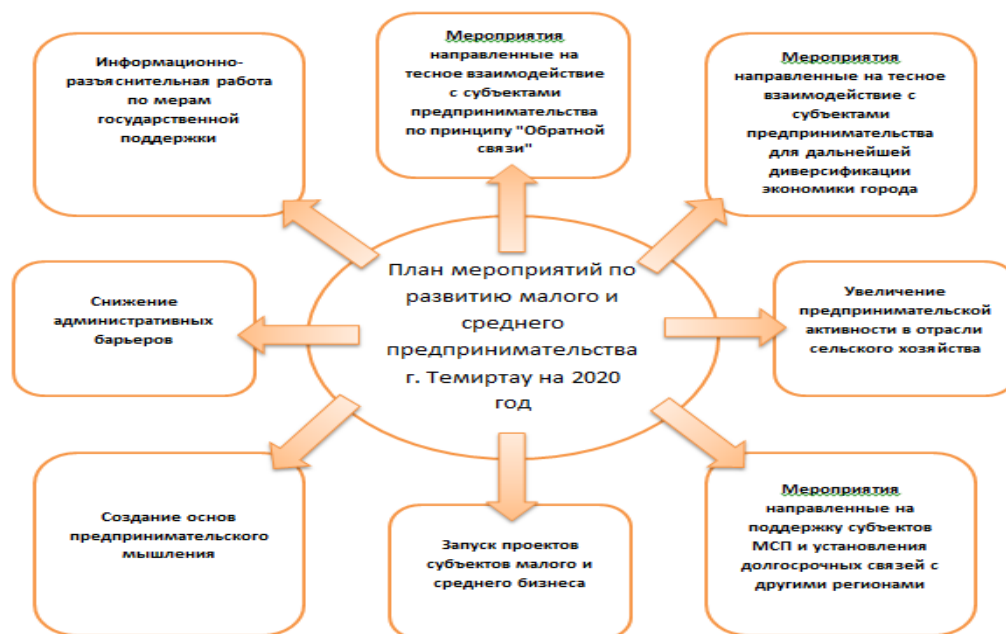 Информационно-
разъяснительная работа
по мерам
государственной
поддержки
Мероприятия
направленные на
тесное взаимодействие
с субъектами
предпринимательства
по принципу "Обратной
связи"
Мероприятия
направленные на тесное
взаимодействие с
субъектами
предпринимательства
для дальнейшей
диверсификации
экономики города
Снижение
административных
барьеров
План мероприятий по
развитию малого и
среднего
предпринимательства
г. Темиртау на 2020
год
Увеличение
предпринимательской
активности в отрасли
сельского хозяйства
Создание основ
предпринимательского
мышления
Запуск проектов
субъектов малого и
среднего бизнеса
Мероприятия
направленные на
поддержку субъектов
МСП и установления
долгосрочных связей с
другими регионами